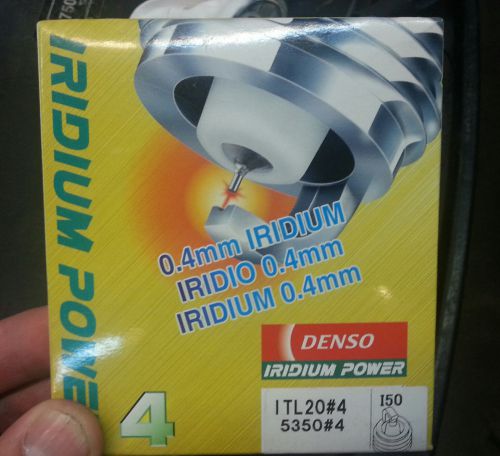 IRIDIUM POWE
0.4mm IRIDIUM
IRIDIO 0.4mm
IRIDIUM 0.4mm
DENSO
IRIDIUM POWER
4
ITL20#4
5350#4
I50